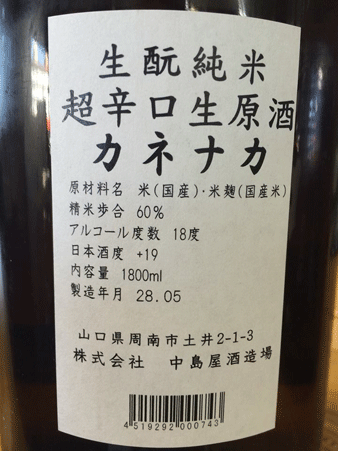 生酛純米
超辛口生原酒
カネナカ
原材料名 米(国産)・米麹(国産米)
精米歩合 60%
アルコール度数 18度
日本酒度 +19
内容量 1800ml
製造年月 28.05
山口県周南市土井2-1-3
株式会社 中島屋酒造場
4519292000743